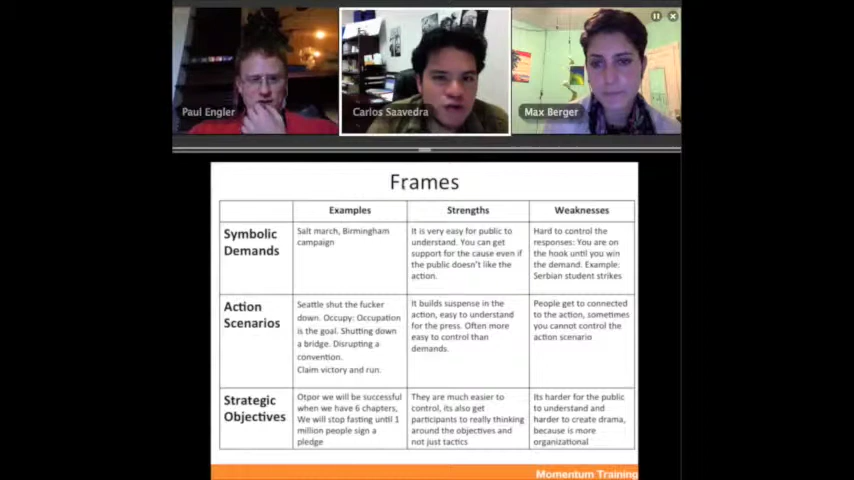 Paul Engler
Carlos Saavedra
Max Berger
Frames
Examples
Strengths
Weaknesses
Symbolic
Demands
Salt march, Birmingham
campaign
It is very easy for public to
understand. You can get
support for the cause even if
the public doesn't like the
action.
Hard to control the
responses: You are on
the hook until you win
the demand. Example:
Serbian student strikes
Action
Scenarios
Seattle shut the fucker
down. Occupy: Occupation
is the goal. Shutting down
a bridge. Disrupting a
convention.
Claim victory and run.
It builds suspense in the
action, easy to understand
for the press. Often more
easy to control than
demands.
People get to connected
to the action, sometimes
you cannot control the
action scenario
Strategic
Objectives
Otpor we will be successful
when we have 6 chapters,
We will stop fasting until 1
million people sign a
pledge
They are much easier to
control, its also get
participants to really thinking
around the objectives and
not just tactics
Its harder for the public
to understand and
harder to create drama,
because is more
organizational
Momentum Training